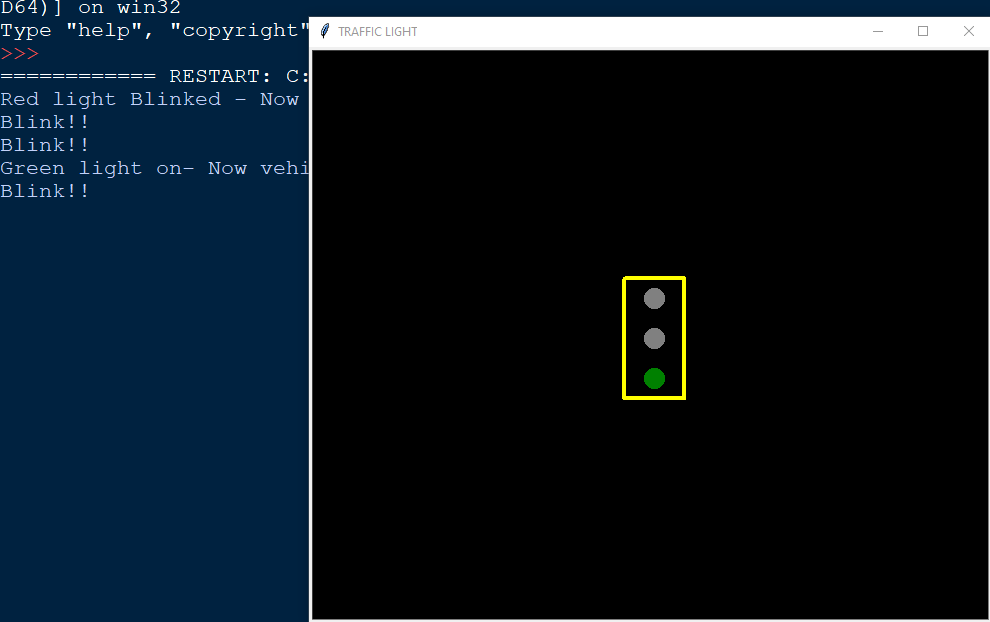 D64)] on win32
Type "help", "copyright"
>>>
============ RESTART: C:
Red light Blinked - Now
Blink!!
Blink!!
Green light on- Now vehi
Blink!!
TRAFFIC LIGHT